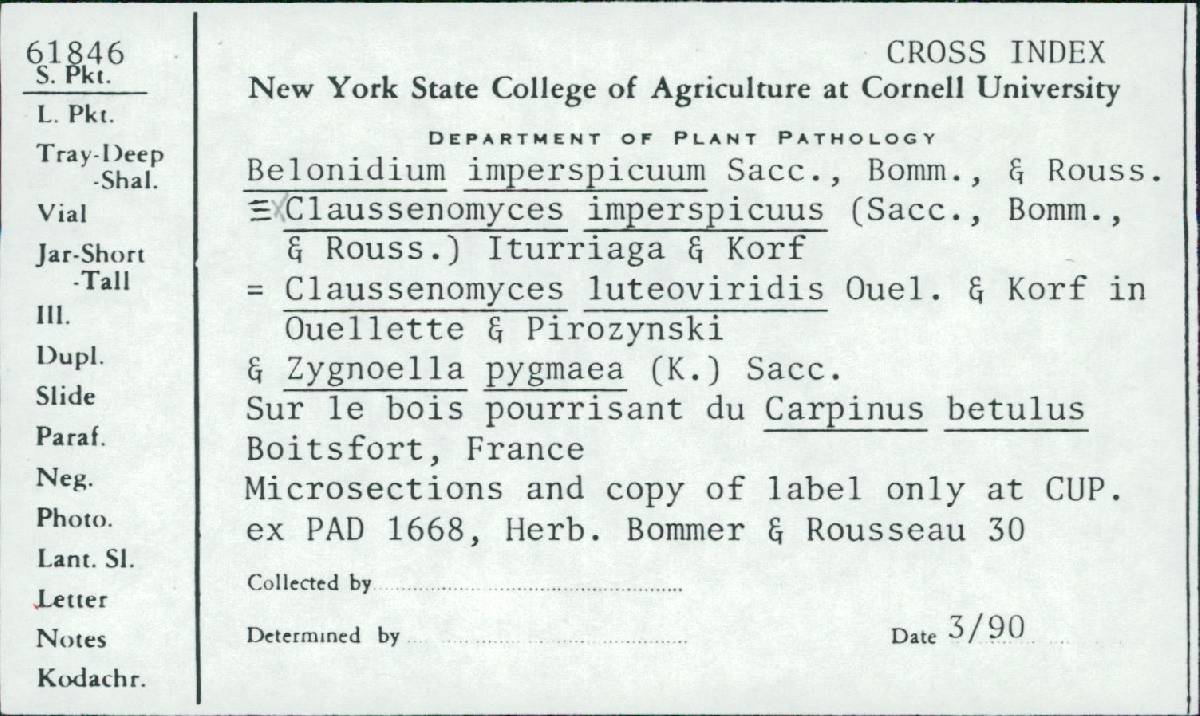 61846
S. Pkt.
L. Pkt.
Tray-Deep
-Shal.
Vial
Jar-Short
-Tall
Ill.
Dupl.
Slide
Paraf.
Neg.
Photo.
Lant. Sl.
Letter
Notes
Kodachr.
CROSS INDEX
New York State College of Agriculture at Cornell University
DEPARTMENT OF PLANT PATHOLOGY
Belonidium imperspicuum Sacc., Bomm., & Rouss.
≡ Claussenomyces imperspicuus (Sacc., Bomm.,
& Rouss.) Iturriaga & Korf
= Claussenomyces luteoviridis Ouel. & Korf in
Ouellette & Pirozynski
& Zygnoella pygmaea (K.) Sacc.
Sur le bois pourrisant du Carpinus betulus
Boitsfort, France
Microsections and copy of label only at CUP.
ex PAD 1668, Herb. Bommer & Rousseau 30
Collected by
Determined by
Date 3/90